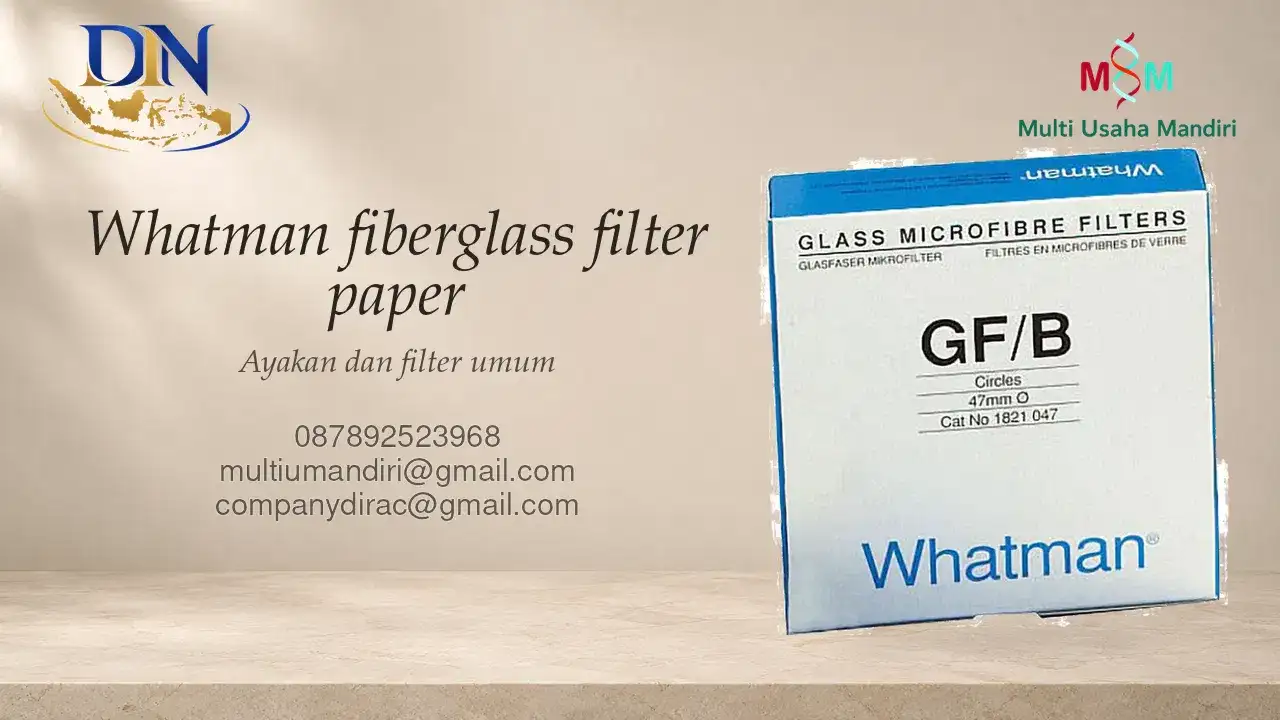 DIN
MSM
Multi Usaha Mandiri
Whatman fiberglass filter
paper
Ayakan dan filter umum
087892523968
multiumandiri@gmail.com
companydirac@gmail.com
Whatman®
GLASS MICROFIBRE FILTERS
GLASFASER MIKROFILTER
FILTRES EN MICROFIBRES DE VERRE
GF/B
Circles
47mm Ø
Cat No 1821 047
Whatman®